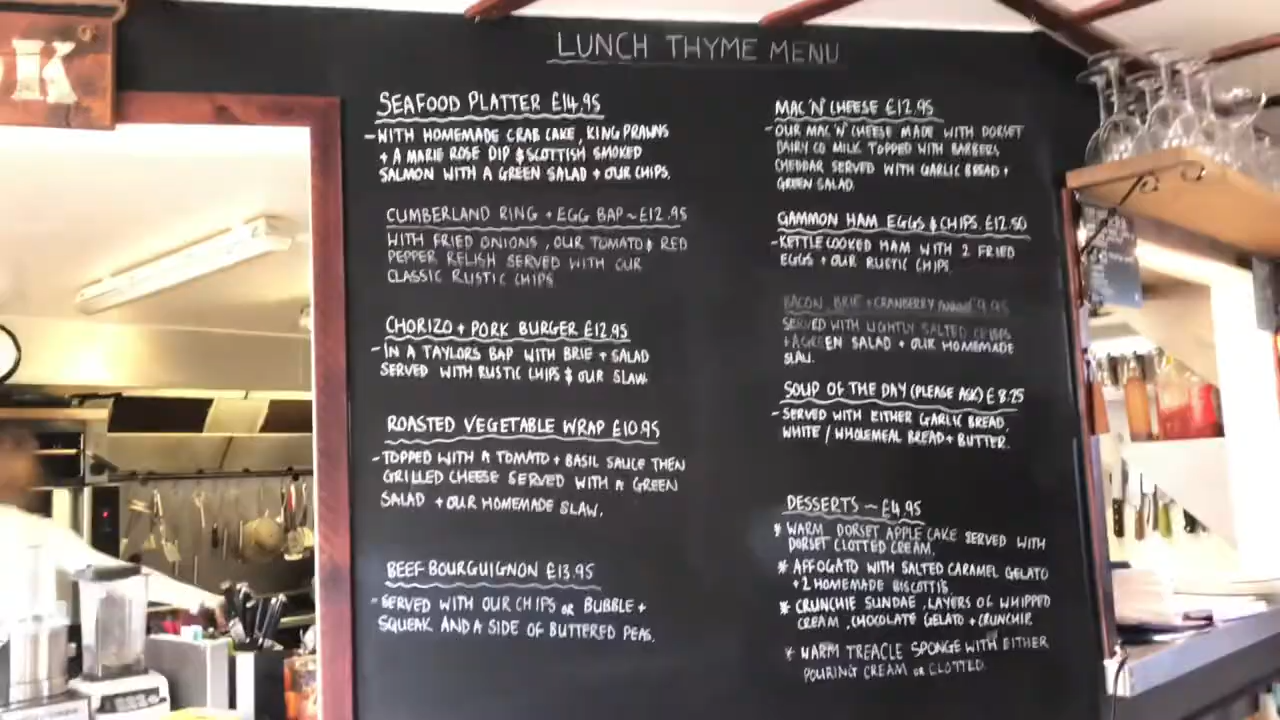 LUNCH THYME MENU
SEAFOOD PLATTER £14.95
-WITH HOMEMADE CRAB CAKE, KING PRAWNS
+ A MARIE ROSE DIP & SCOTTISH SMOKED
SALMON WITH A GREEN SALAD + OUR CHIPS.
CUMBERLAND RING + EGG BAP ~ £12.95
WITH FRIED ONIONS, OUR TOMATO & RED
PEPPER RELISH SERVED WITH OUR
CLASSIC RUSTIC CHIPS
CHORIZO + PORK BURGER £12.95
-IN A TAYLORS BAP WITH BRIE + SALAD
SERVED WITH RUSTIC CHIPS & OUR SLAW.
ROASTED VEGETABLE WRAP £10.95
-TOPPED WITH A TOMATO + BASIL SAUCE THEN
GRILLED CHEESE SERVED WITH A GREEN
SALAD + OUR HOMEMADE SLAW.
BEEF BOURGUIGNON £13.95
-SERVED WITH OUR CHIPS OR BUBBLE +
SQUEAK AND A SIDE OF BUTTERED PEAS.
MAC 'N' CHEESE £12.95
-OUR MAC 'N' CHEESE MADE WITH DORSET
DAIRY CO MILK TOPPED WITH BARBERS
CHEDDAR SERVED WITH GARLIC BREAD +
GREEN SALAD.
GAMMON HAM EGGS & CHIPS. £12.50
-KETTLE COOKED HAM WITH 2 FRIED
EGGS + OUR RUSTIC CHIPS.
BACON, BRIE + CRANBERRY 9.95
SERVED WITH LIGHTLY SALTED CRISPS
+ A GREEN SALAD + OUR HOMEMADE
SLAW.
SOUP OF THE DAY (PLEASE ASK) £8.25
-SERVED WITH EITHER GARLIC BREAD,
WHITE / WHOLEMEAL BREAD + BUTTER.
DESSERTS ~ £4.95
* WARM DORSET APPLE CAKE SERVED WITH
DORSET CLOTTED CREAM.
* AFFOGATO WITH SALTED CARAMEL GELATO
+ 2 HOMEMADE BISCOTTIS.
* CRUNCHIE SUNDAE, LAYERS OF WHIPPED
CREAM, CHOCOLATE GELATO + CRUNCHIE
* WARM TREACLE SPONGE WITH EITHER
POURING CREAM OR CLOTTED.